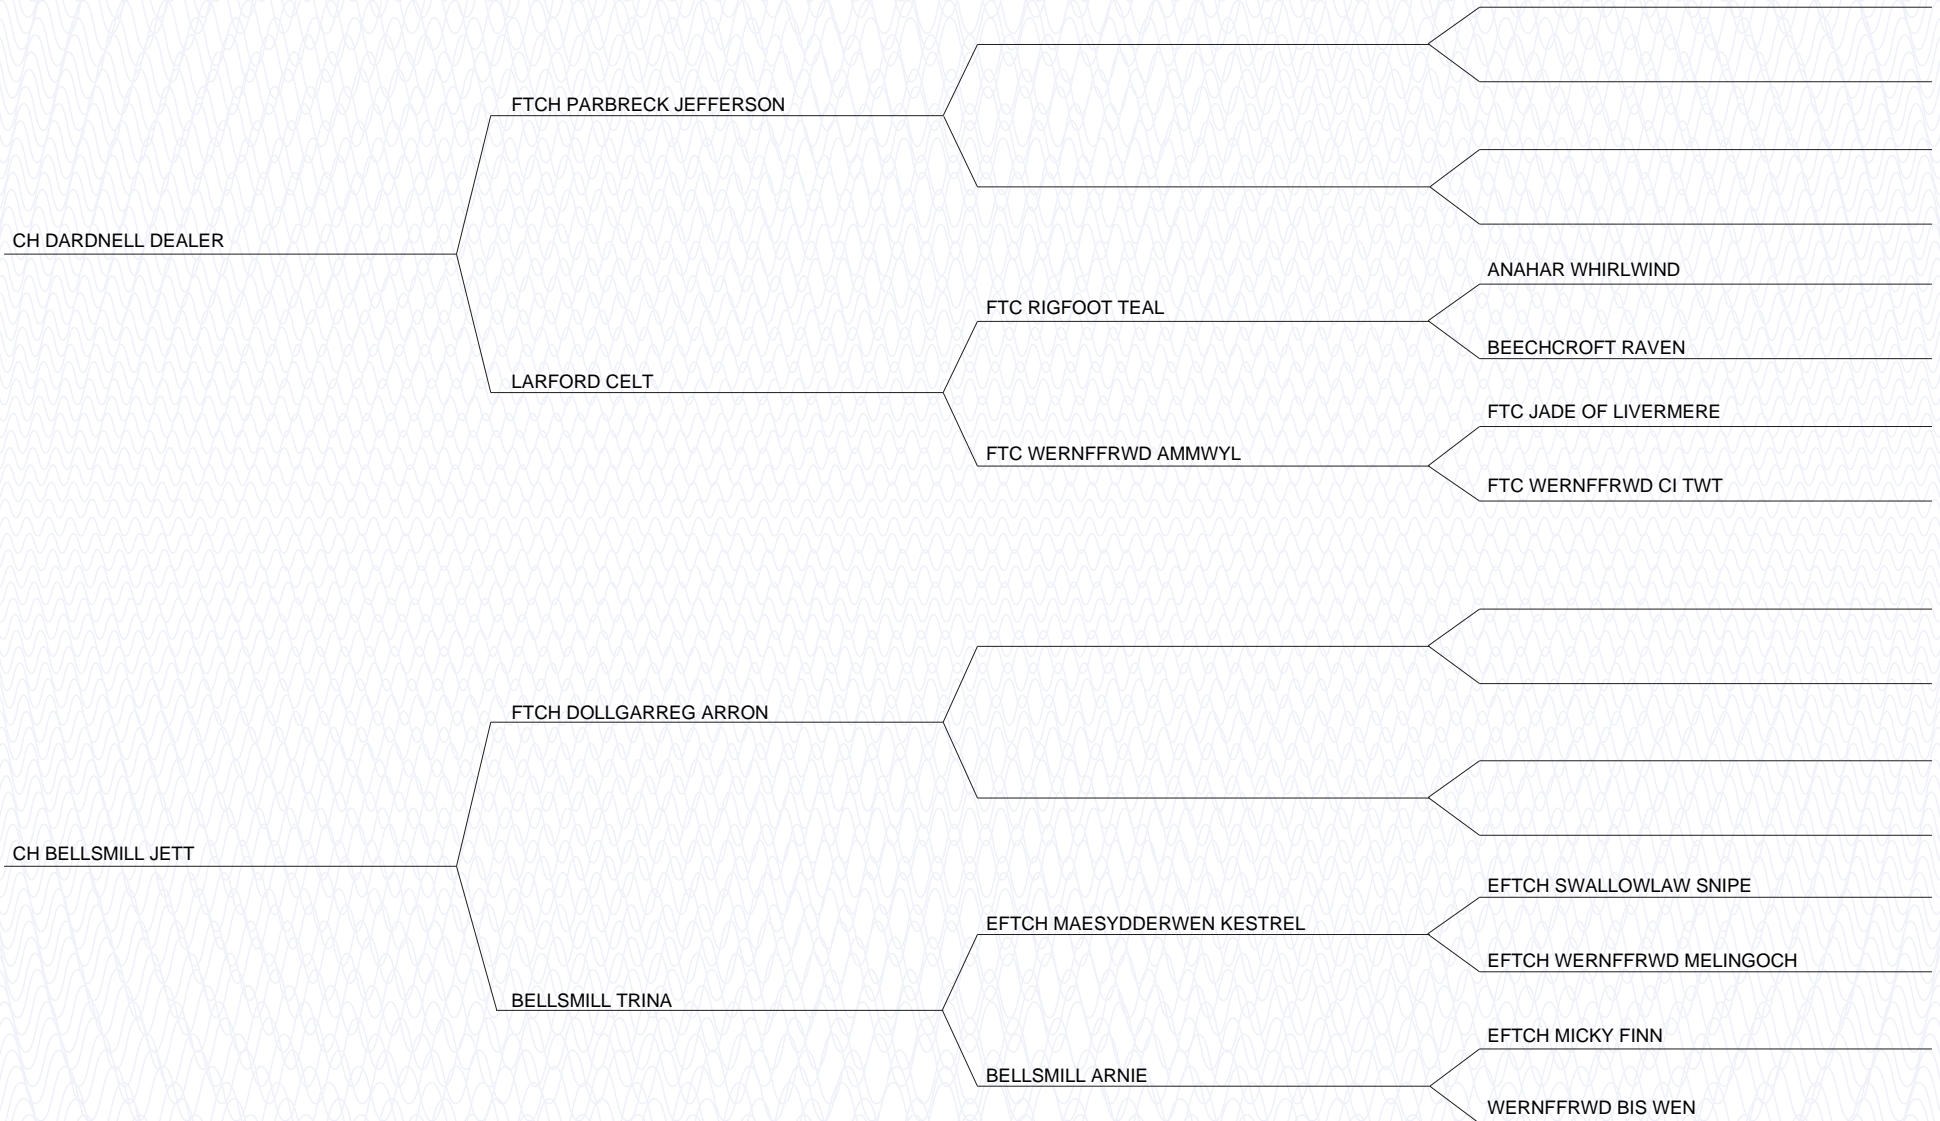 FTCH PARBRECK JEFFERSON
CH DARDNELL DEALER
ANAHAR WHIRLWIND
FTC RIGFOOT TEAL
BEECHCROFT RAVEN
LARFORD CELT
FTC JADE OF LIVERMERE
FTC WERNFFRWD AMMWYL
FTC WERNFFRWD CI TWT
FTCH DOLLGARREG ARRON
CH BELLSMILL JETT
EFTCH SWALLOWLAW SNIPE
EFTCH MAESYDDERWEN KESTREL
EFTCH WERNFFRWD MELINGOCH
BELLSMILL TRINA
EFTCH MICKY FINN
BELLSMILL ARNIE
WERNFFRWD BIS WEN